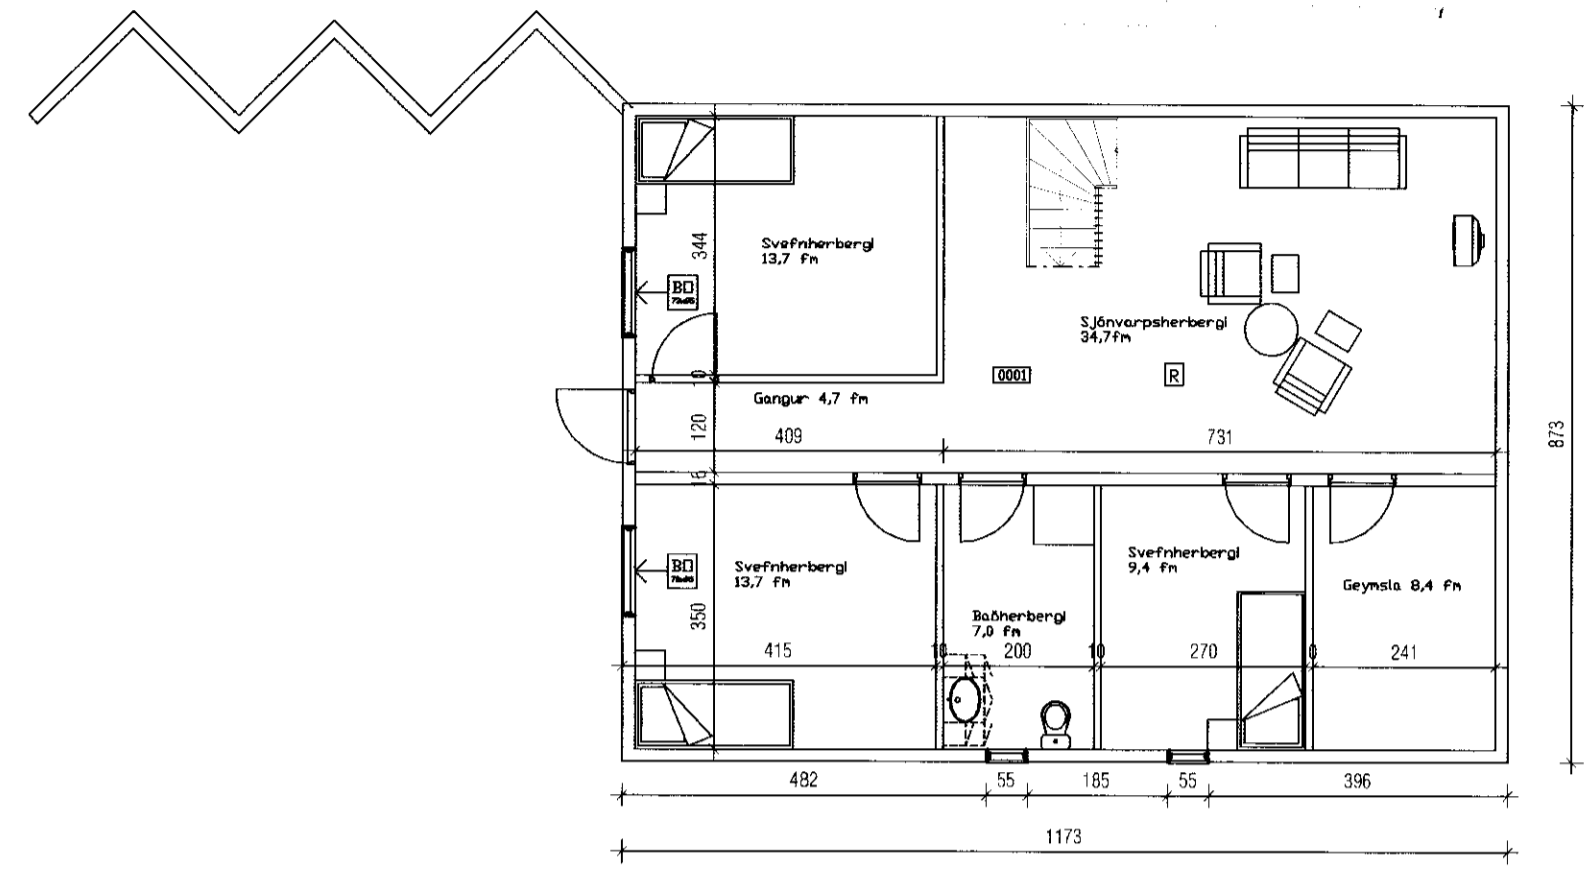 344
Svefnherbergi
13,7 fm
BO
Sjónvarpsherbergi
34,7fm
0001
R
10
Gangur 4,7 fm
120
409
731
873
16
BO
Svefnherbergi
13,7 fm
Svefnherbergi
9,4 fm
Geymsla 8,4 fm
350
Baðherbergi
7,0 fm
415
10
200
10
270
241
482
55
185
55
396
1173